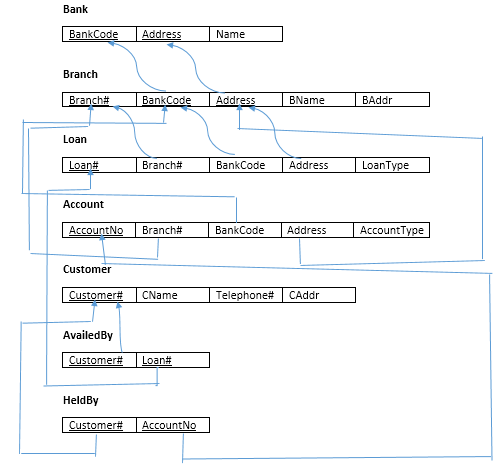 Bank
BankCode Address Name
Branch
Branch# BankCode Address BName BAddr
Loan
Loan# Branch# BankCode Address LoanType
Account
AccountNo Branch# BankCode Address AccountType
Customer
Customer# CName Telephone# CAddr
AvailedBy
Customer# Loan#
HeldBy
Customer# AccountNo